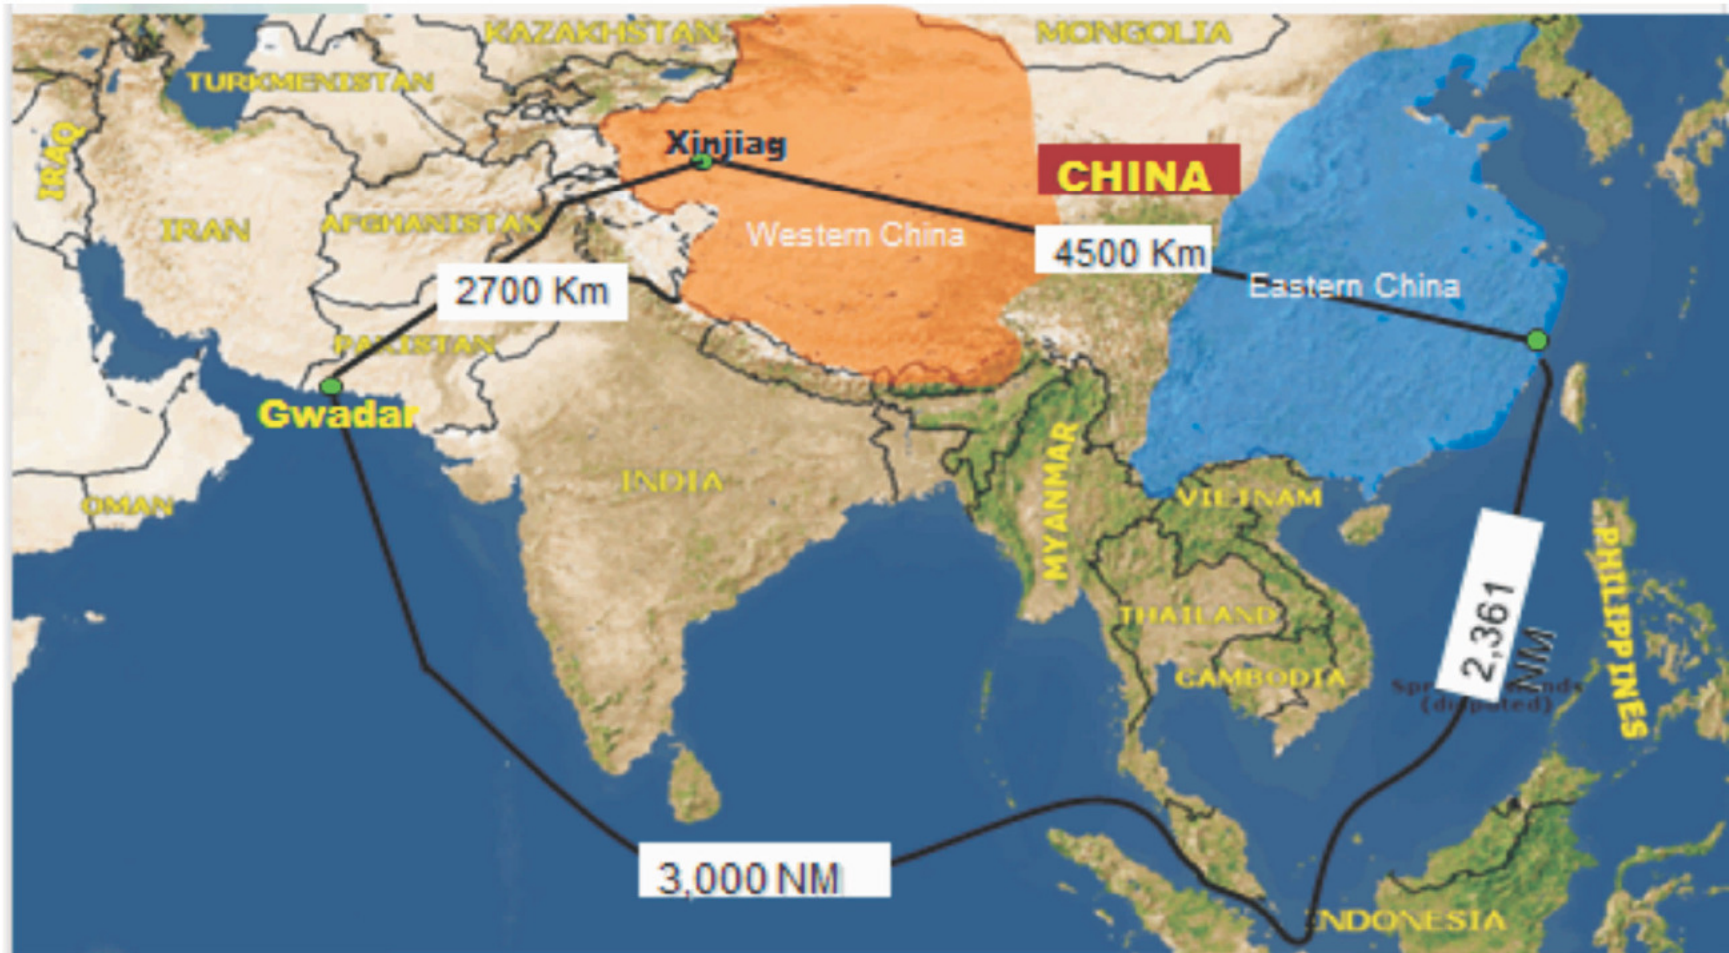 KAZAKHSTAN
MONGOLIA
TURKMENISTAN
IRAQ
Xinjiag
CHINA
IRAN
AFGHANISTAN
Western China
4500 Km
2700 Km
Eastern China
PAKISTAN
Gwadar
INDIA
VIETNAM
OMAN
MYANMAR
PHILIPPINES
THAILAND
2,361
NM
CAMBODIA
(disputed)
3,000 NM
INDONESIA